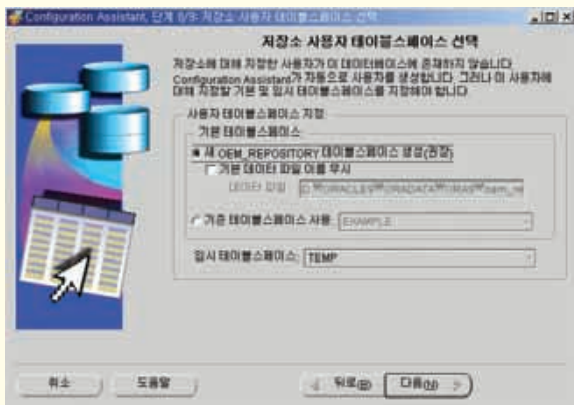 Configuration Assistant, 단계 6/9: 저장소 사용자 테이블스페이스 선택
저장소 사용자 테이블스페이스 선택
저장소에 대해 지정한 사용자가 이 데이터베이스에 존재하지 않습니다.
Configuration Assistant가 자동으로 사용자를 생성합니다. 그러나 이 사용자에
대해 지정할 기본 및 임시 테이블스페이스를 지정해야 합니다.
사용자 테이블스페이스 지정
기본 테이블스페이스:
새 OEM_REPOSITORY 테이블스페이스 생성(권장)
기본 데이터 파일 이름 무시
데이터 파일
기존 테이블스페이스 사용: EXAMPLE
임시 테이블스페이스: TEMP
취소
도움말
뒤로(B)
다음(N)